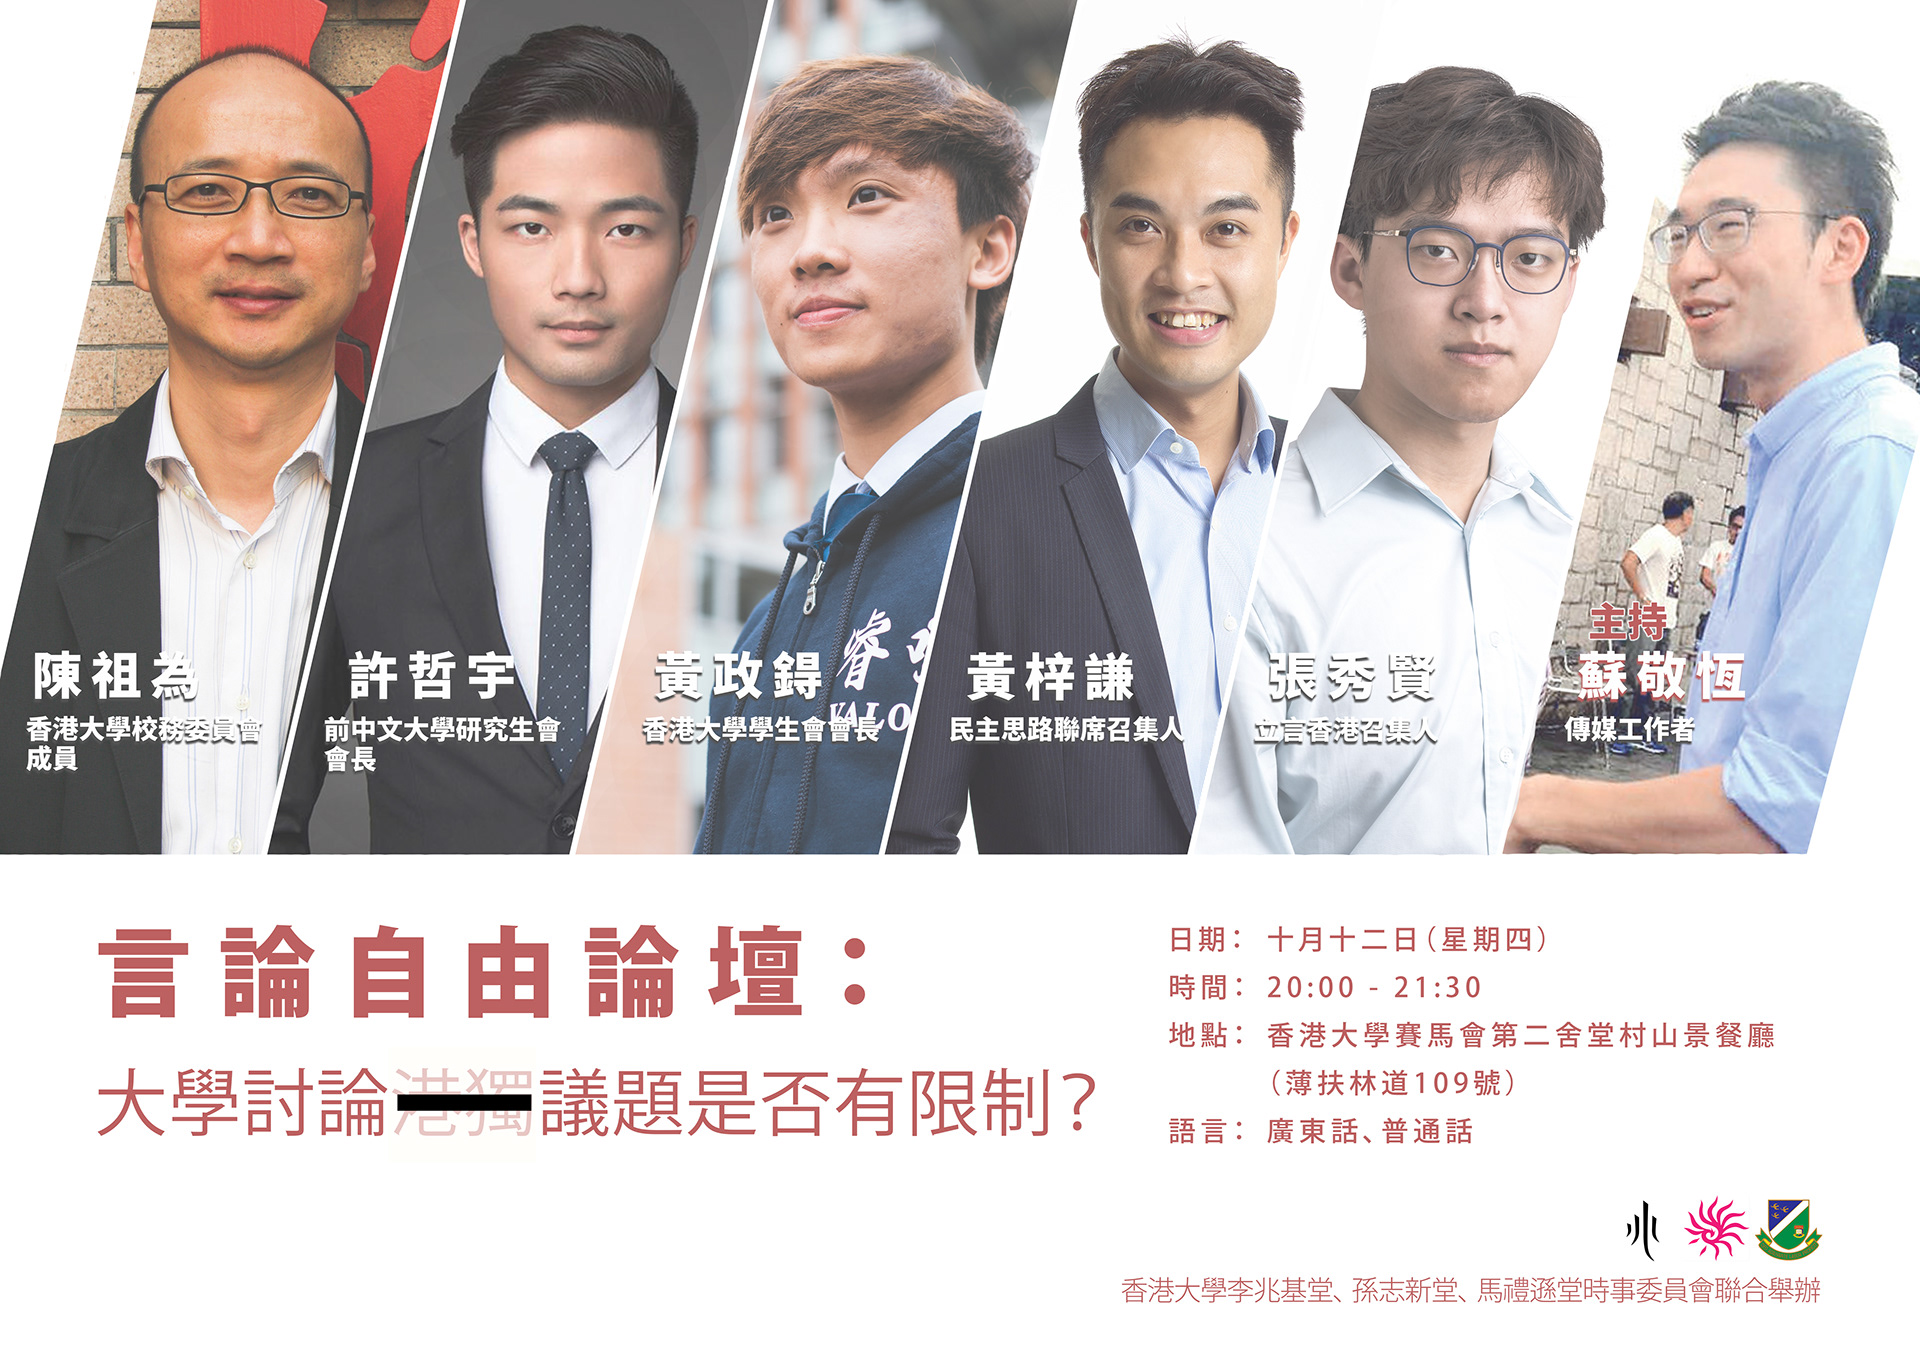 陳祖為
香港大學校務委員會
成員
許哲宇
前中文大學研究生會
會長
睿
VALO
黃政鍀
香港大學學生會會長
黃梓謙
民主思路聯席召集人
張秀賢
立言香港召集人
主持
蘇敬恆
傳媒工作者
言論自由論壇：
大學討論港獨議題是否有限制？
日期： 十月十二日（星期四）
時間： 20:00 - 21:30
地點： 香港大學賽馬會第二舍堂村山景餐廳
（薄扶林道109號）
語言： 廣東話、普通話
香港大學李兆基堂、孫志新堂、馬禮遜堂時事委員會聯合舉辦